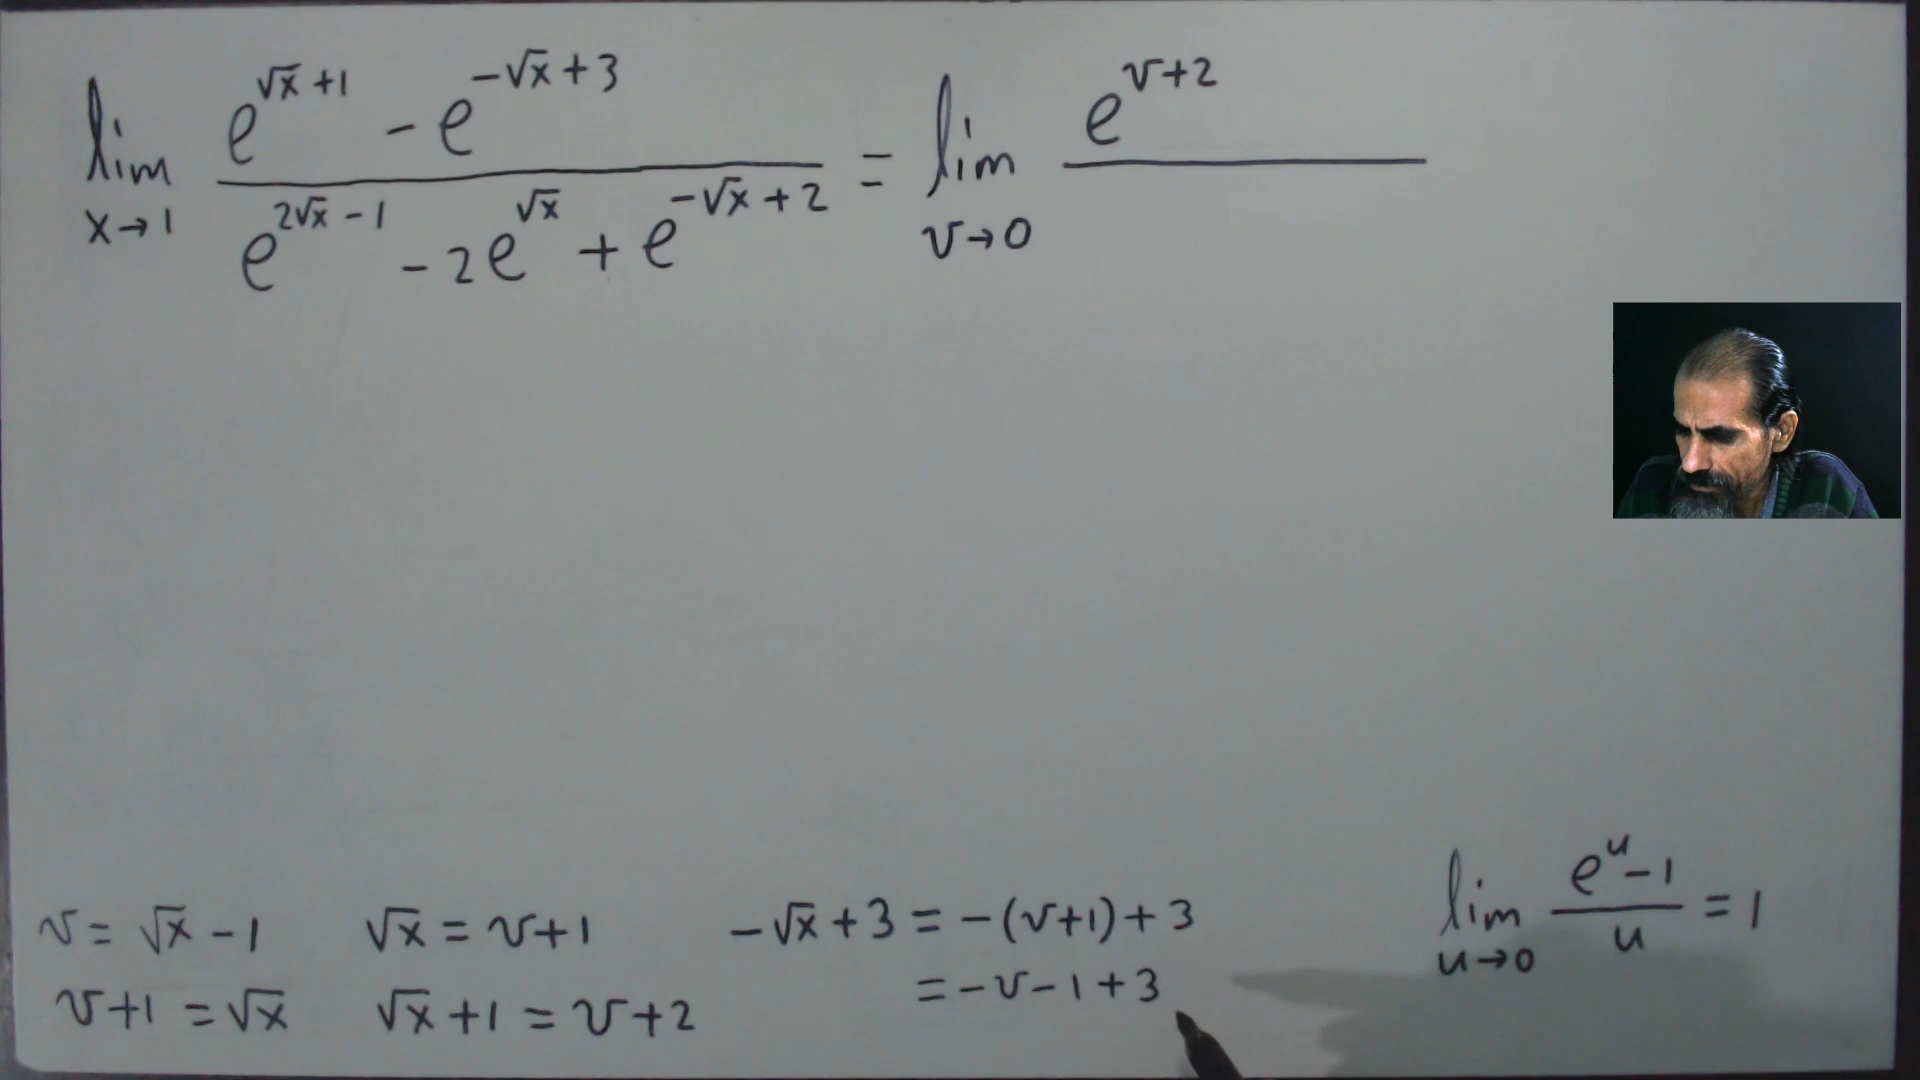 lim x→1 (e^(√x + 1) - e^(-√x + 3)) / (e^(2√x - 1) - 2e^(√x) + e^(-√x + 2)) = lim v→0 e^(v+2) / 
v = √x - 1
v+1 = √x
√x = v+1
√x + 1 = v+2
-√x + 3 = -(v+1) + 3
= -v - 1 + 3
lim u→0 (e^u - 1) / u = 1